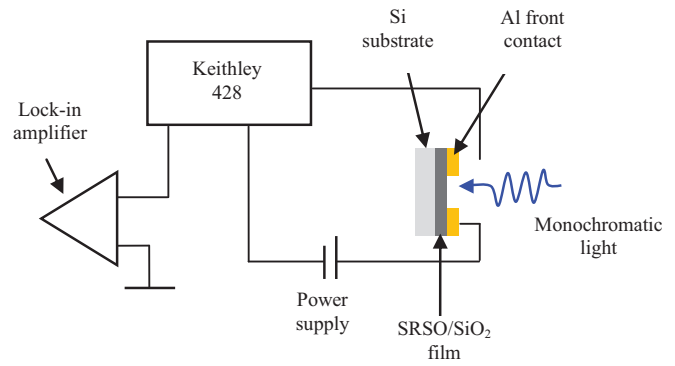 Si
substrate
Al front
contact
Keithley
428
Lock-in
amplifier
Monochromatic
light
Power
supply
SRSO/SiO₂
film